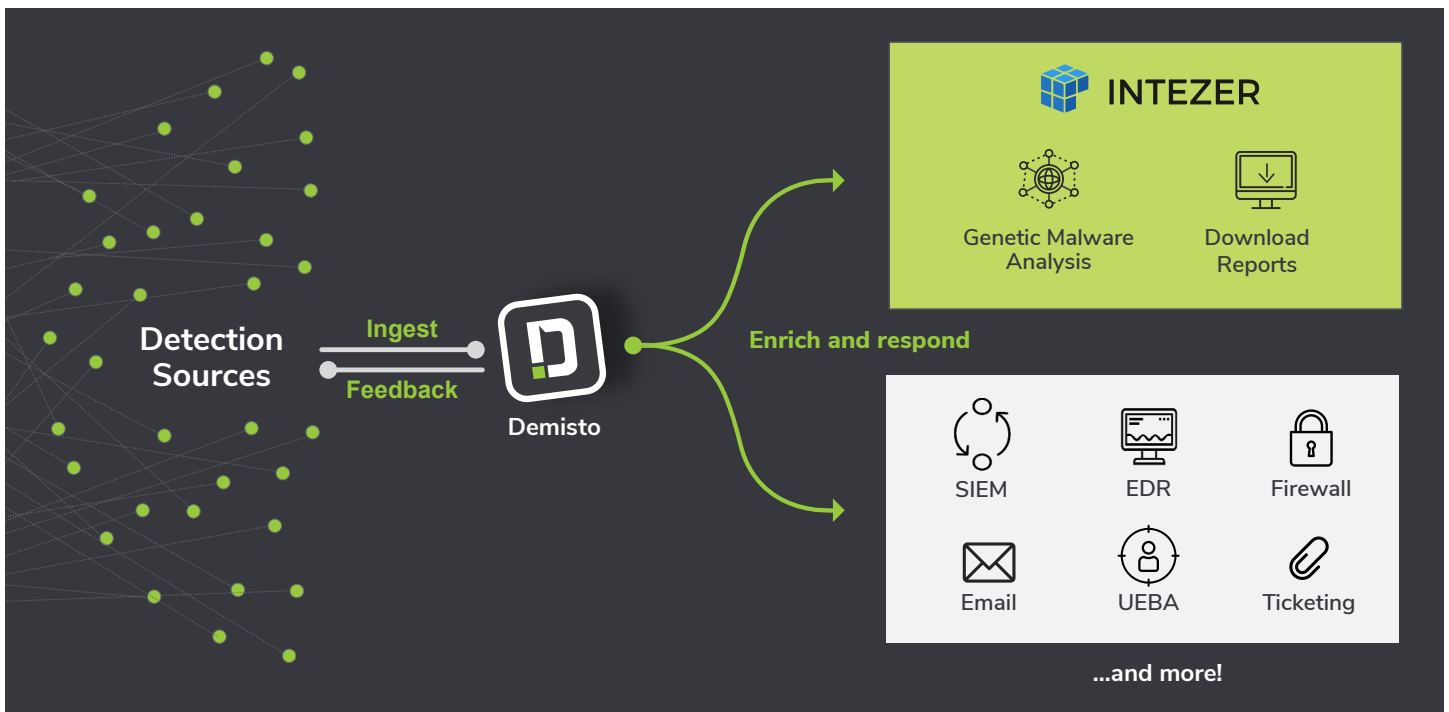 Detection
Sources
Ingest
Feedback
Demisto
Enrich and respond
INTEZER
Genetic Malware
Analysis
Download
Reports
SIEM
EDR
Firewall
Email
UEBA
Ticketing
...and more!